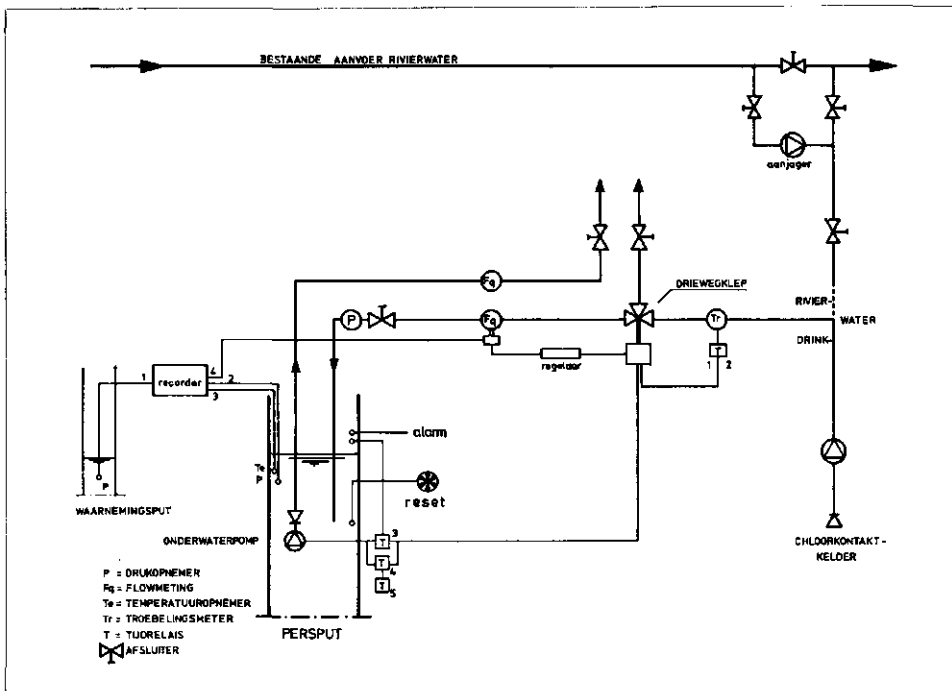 BESTAANDE AANVOER RIVIERWATER
aanjager
Fq
DRIEWEGKLEP
RIVIER-
WATER
DRINK-
P
Fq
Tr
T
1 2
regelaar
1
recorder
4
2
3
alarm
Te
P
P
reset
WAARNEMINGSPUT
ONDERWATERPOMP
T 3
T 4
T 5
CHLOORKONTAKT-
KELDER
P = DRUKOPNEMER
Fq = FLOWMETING
Te = TEMPERATUUROPNEMER
Tr = TROEBELINGSMETER
T = TIJDRELAIS
AFSLUITER
PERSPUT